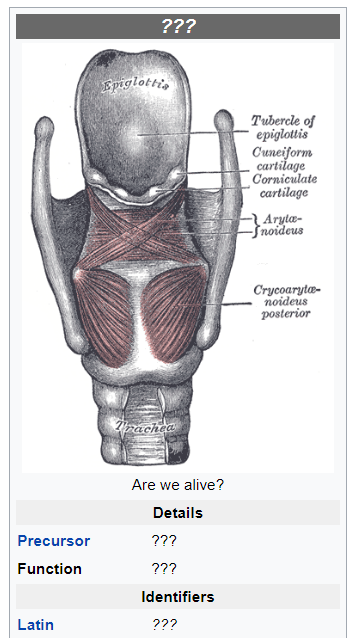 ???
Epiglottis
Tubercle of
epiglottis
Cuneiform
cartilage
Corniculate
cartilage
Arytæ-
noideus
Crycoarytæ-
noideus
posterior
Trachea
Are we alive?
Details
Precursor ???
Function ???
Identifiers
Latin ???